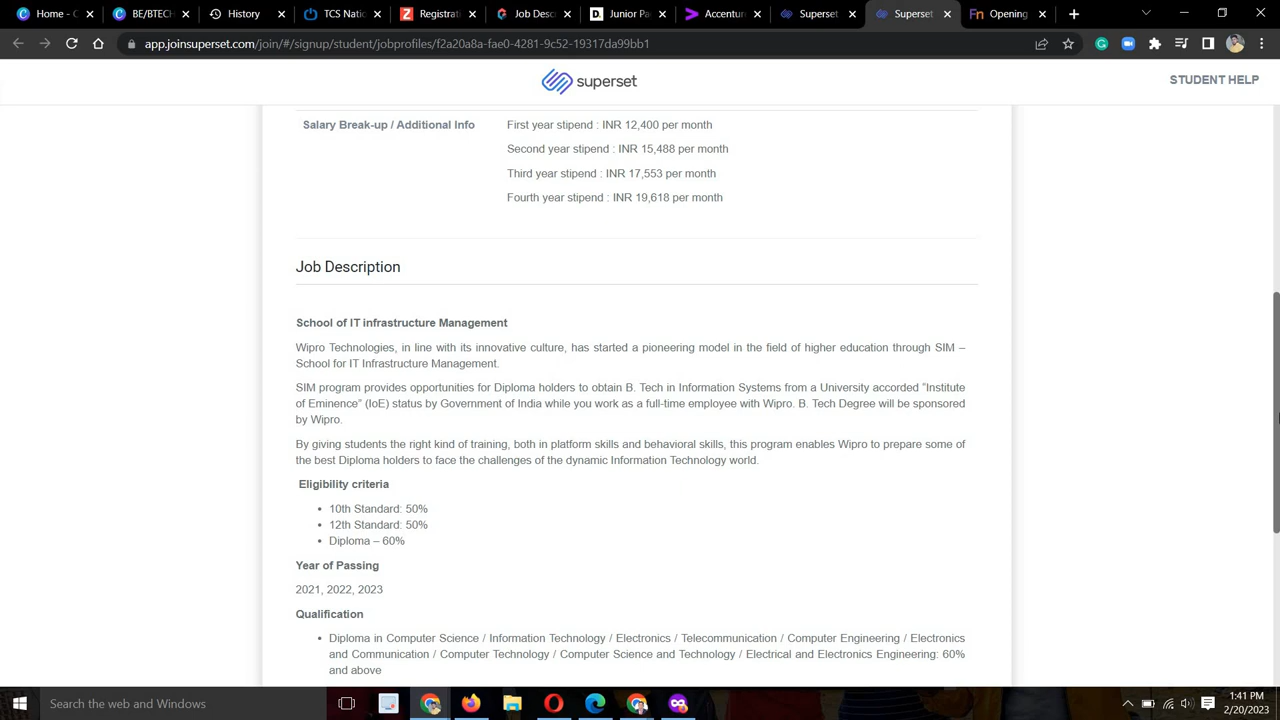 Home - C
BE/BTECH
History
TCS Nati
Registrati
Job Desc
Junior Pa
Accentur
Superset
Superset
Opening
app.joinsuperset.com/join/#/signup/student/jobprofiles/f2a20a8a-fae0-4281-9c52-19317da99bb1
superset
STUDENT HELP
Salary Break-up / Additional Info
First year stipend : INR 12,400 per month
Second year stipend : INR 15,488 per month
Third year stipend : INR 17,553 per month
Fourth year stipend : INR 19,618 per month
Job Description
School of IT infrastructure Management
Wipro Technologies, in line with its innovative culture, has started a pioneering model in the field of higher education through SIM –
School for IT Infrastructure Management.
SIM program provides opportunities for Diploma holders to obtain B. Tech in Information Systems from a University accorded “Institute
of Eminence” (IoE) status by Government of India while you work as a full-time employee with Wipro. B. Tech Degree will be sponsored
by Wipro.
By giving students the right kind of training, both in platform skills and behavioral skills, this program enables Wipro to prepare some of
the best Diploma holders to face the challenges of the dynamic Information Technology world.
Eligibility criteria
• 10th Standard: 50%
• 12th Standard: 50%
• Diploma – 60%
Year of Passing
2021, 2022, 2023
Qualification
• Diploma in Computer Science / Information Technology / Electronics / Telecommunication / Computer Engineering / Electronics
and Communication / Computer Technology / Computer Science and Technology / Electrical and Electronics Engineering: 60%
and above
Search the web and Windows
1:41 PM
2/20/2023